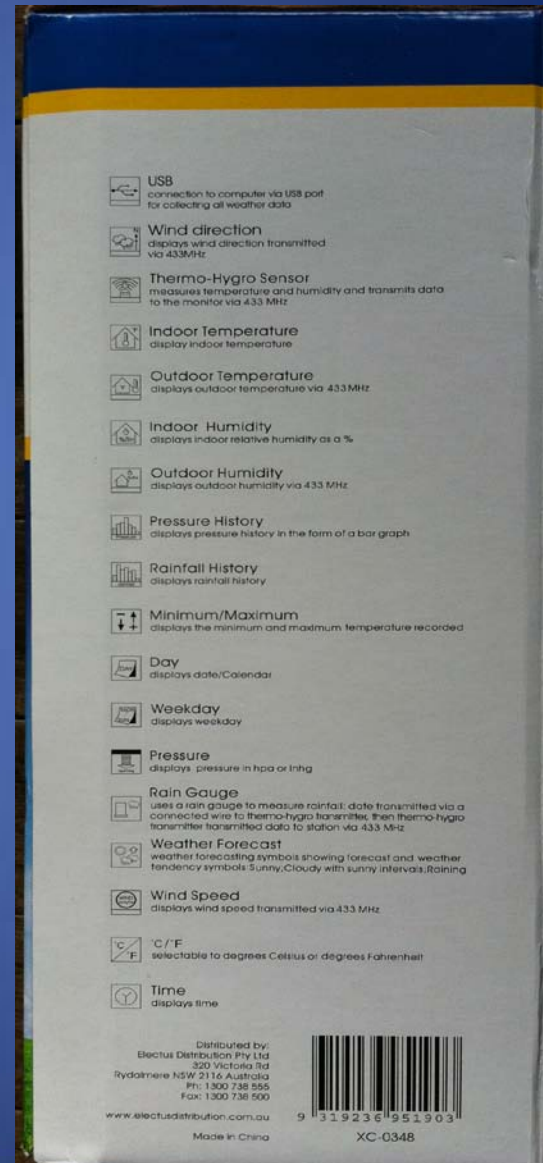 USB
connection to computer via USB port
for collecting all weather data
Wind direction
displays wind direction transmitted
via 433MHz
Thermo-Hygro Sensor
measures temperature and humidity and transmits data
to the monitor via 433 MHz
Indoor Temperature
display indoor temperature
Outdoor Temperature
displays outdoor temperature via 433 MHz
Indoor Humidity
displays indoor relative humidity as a %
Outdoor Humidity
displays outdoor humidity via 433 MHz
Pressure History
displays pressure history in the form of a bar graph
Rainfall History
displays rainfall history
Minimum/Maximum
displays the minimum and maximum temperature recorded
Day
displays date/Calendar
Weekday
displays weekday
Pressure
displays pressure in hpa or Inhg
Rain Gauge
uses a rain gauge to measure rainfall: date transmitted via a
connected wire to thermo-hygro transmitter, then thermo-hygro
transmitter transmitted data to station via 433 MHz
Weather Forecast
weather forecasting symbols showing forecast and weather
tendency symbols Sunny,Cloudy with sunny intervals,Raining
Wind Speed
displays wind speed transmitted via 433 MHz
°C/°F
°C/°F
selectable to degrees Celsius or degrees Fahrenheit
Time
displays time
Distributed by:
Electus Distribution Pty Ltd
320 Victoria Rd
Rydalmere NSW 2116 Australia
Ph: 1300 738 555
Fax: 1300 738 500
www.electusdistribution.com.au
Made in China
9 319236 951903
XC-0348